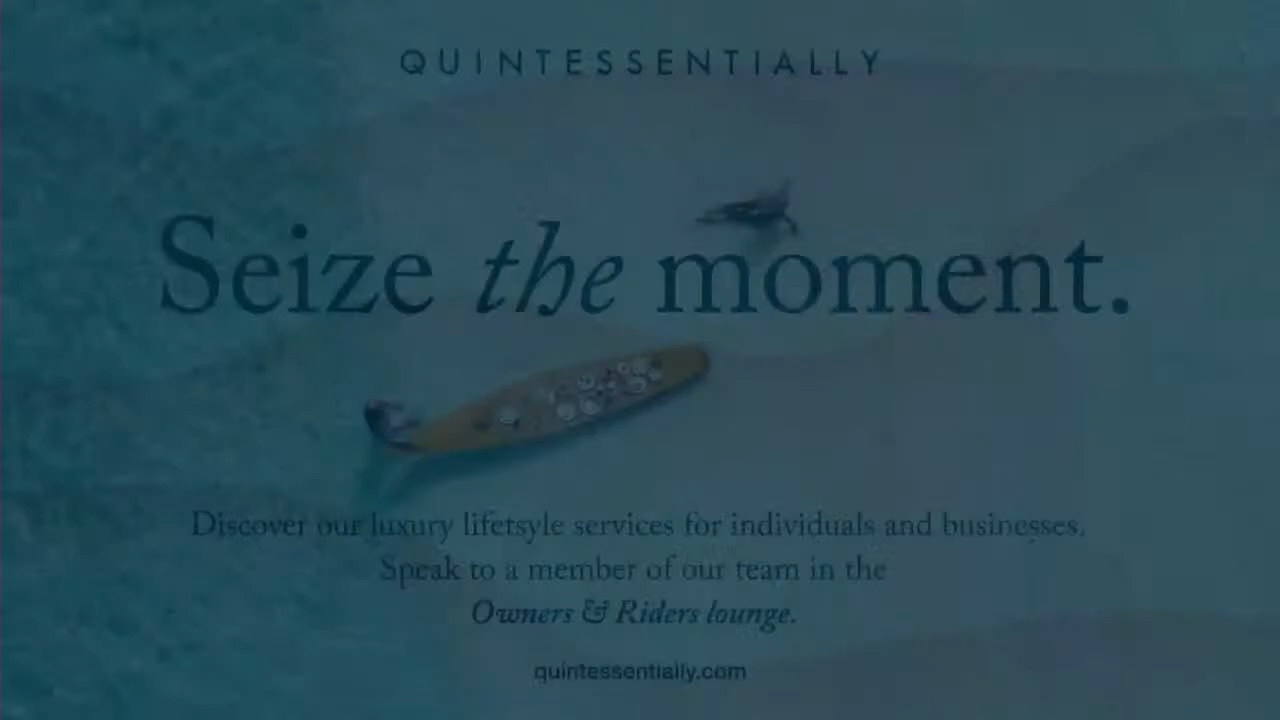 QUINTESSENTIALLY
Seize the moment.
Discover our luxury lifetsyle services for individuals and businesses.
Speak to a member of our team in the
Owners & Riders lounge.
quintessentially.com